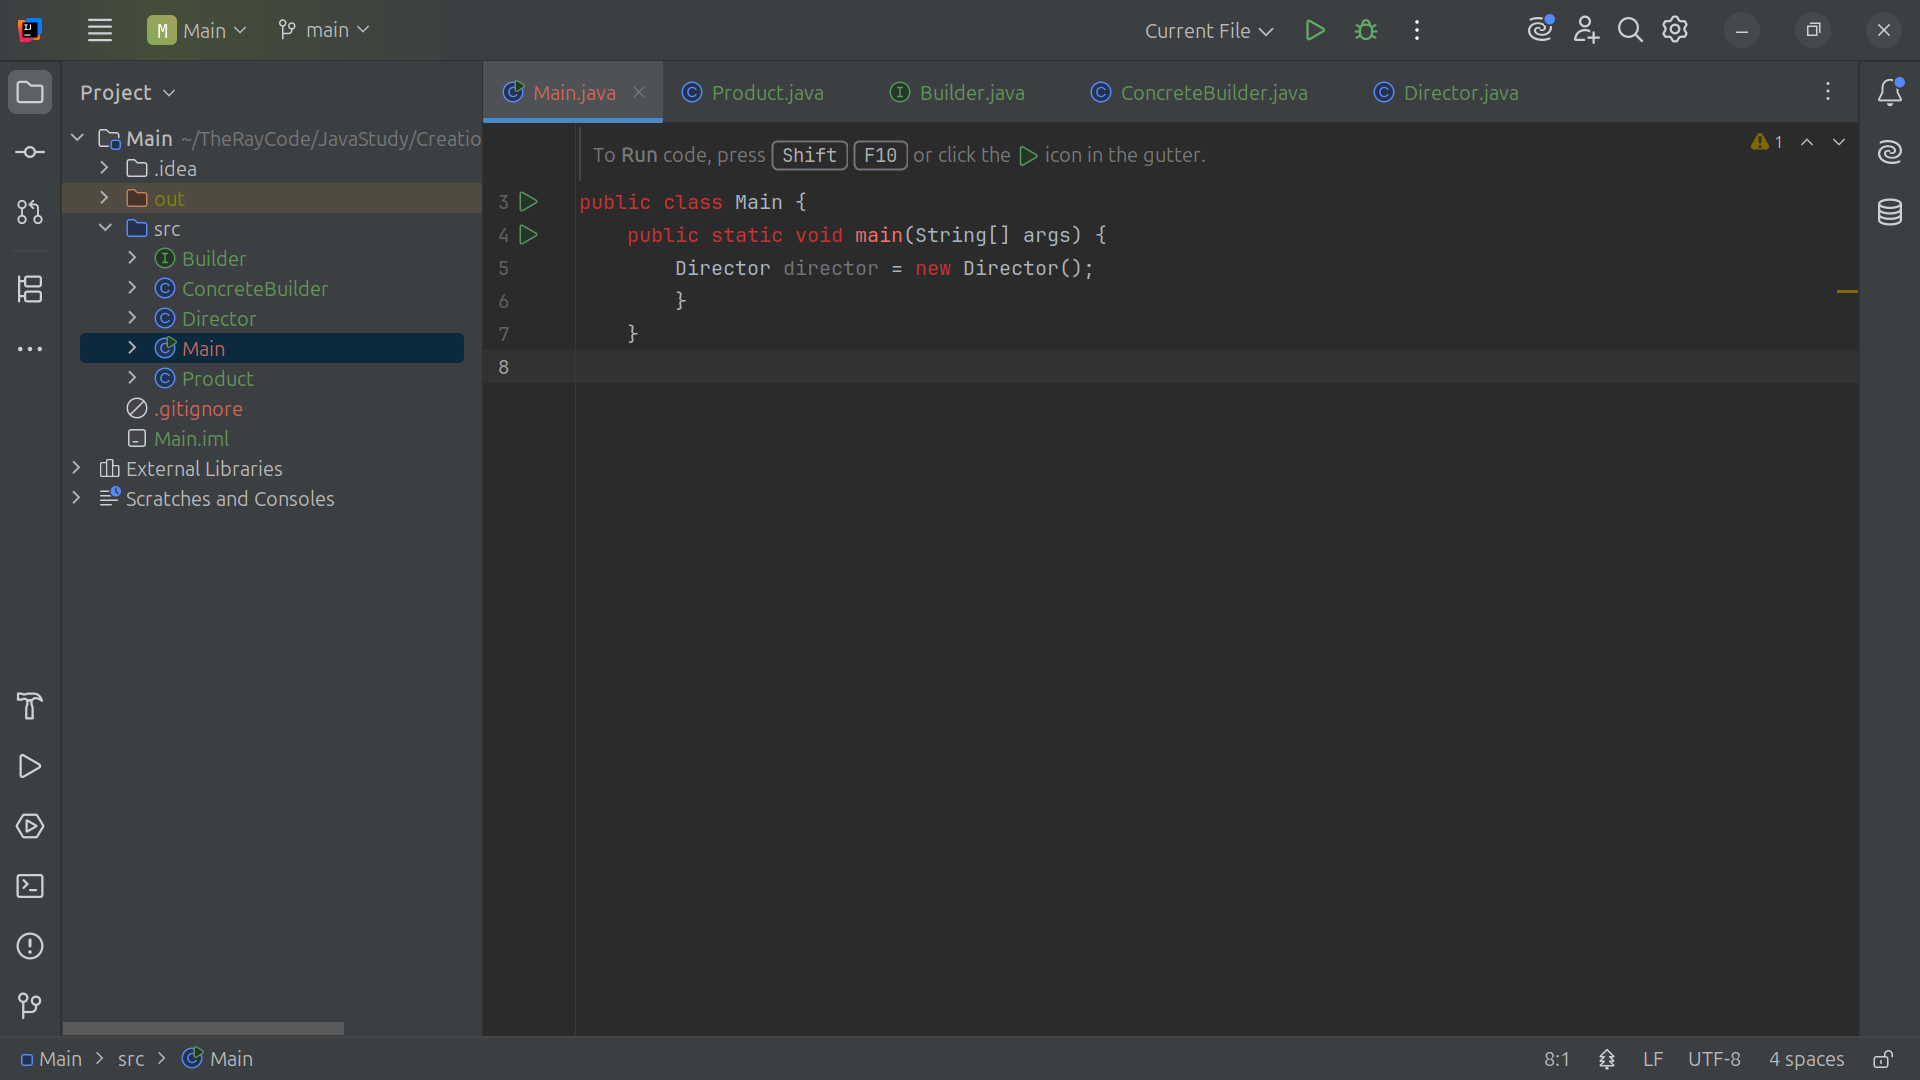 M Main main Current File
Project
Main ~/TheRayCode/JavaStudy/Creatio
.idea
out
src
Builder
ConcreteBuilder
Director
Main
Product
.gitignore
Main.iml
External Libraries
Scratches and Consoles
Main.java Product.java Builder.java ConcreteBuilder.java Director.java
To Run code, press Shift F10 or click the icon in the gutter.
1
3 public class Main {
4 public static void main(String[] args) {
5 Director director = new Director();
6 }
7 }
8
Main src Main 8:1 LF UTF-8 4 spaces